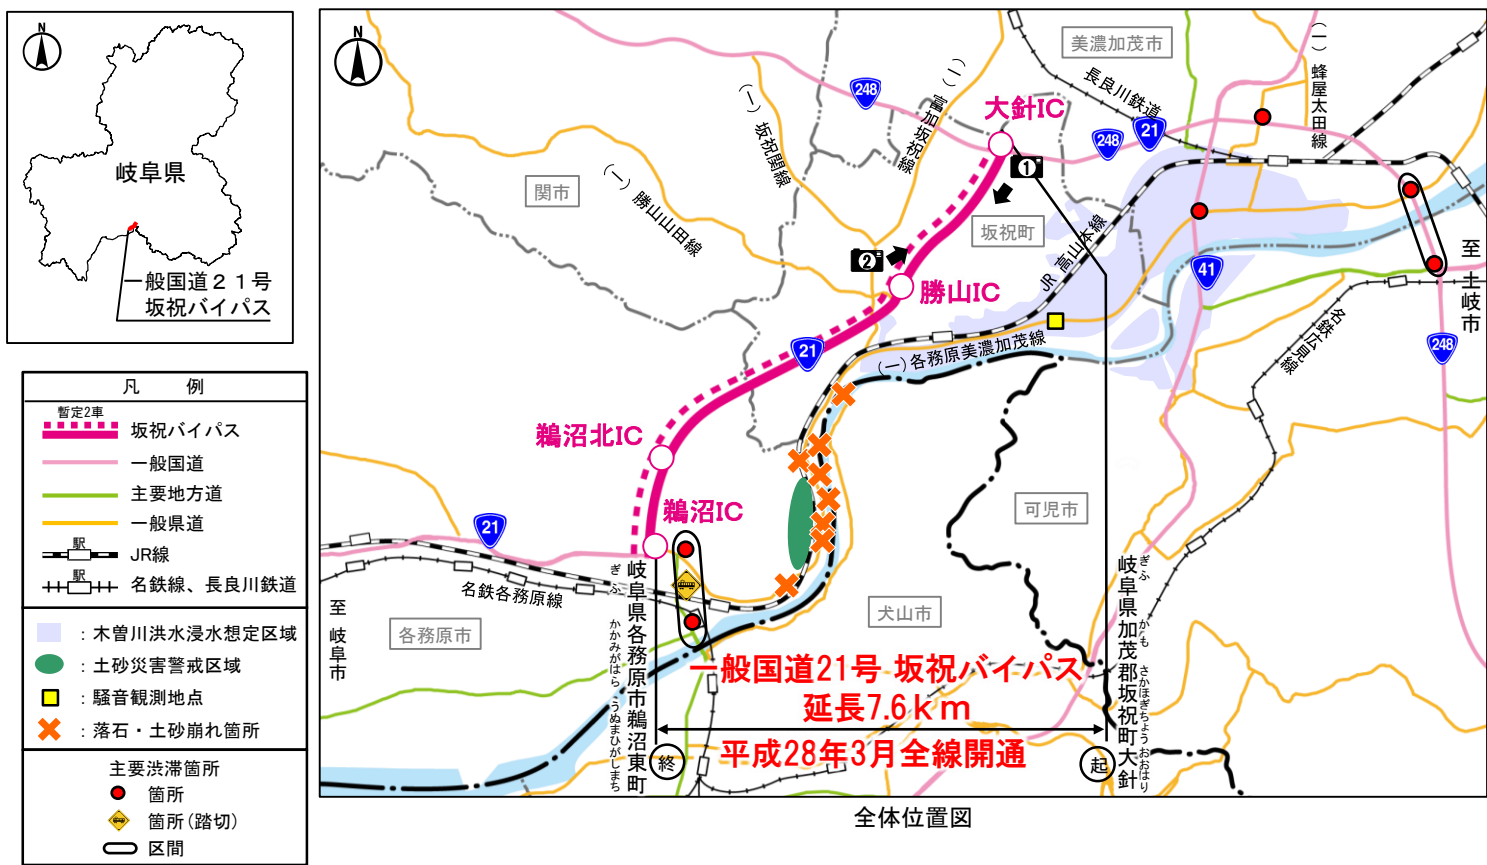 N
岐阜県
一般国道２１号
坂祝バイパス
凡 例
暫定2車
坂祝バイパス
一般国道
主要地方道
一般県道
駅
JR線
駅
名鉄線、長良川鉄道
：木曽川洪水浸水想定区域
：土砂災害警戒区域
：騒音観測地点
：落石・土砂崩れ箇所
主要渋滞箇所
箇所
箇所(踏切)
区間
N
美濃加茂市
(一)蜂屋太田線
長良川鉄道
248
(一)富加坂祝線
大針IC
248
21
(一)坂祝関線
1
関市
(一)勝山山田線
坂祝町
JR 高山本線
至 土岐市
2
41
勝山IC
21
(一)各務原美濃加茂線
名鉄広見線
248
鵜沼北IC
鵜沼IC
21
可児市
名鉄各務原線
至 岐阜市
各務原市
犬山市
岐阜県各務原市鵜沼東町
ぎふ かかみがはら うぬまひがしまち
岐阜県加茂郡坂祝町大針
ぎふ かも さかほぎちょう おおはり
一般国道21号 坂祝バイパス
延長7.6km
平成28年3月全線開通
終
起
全体位置図